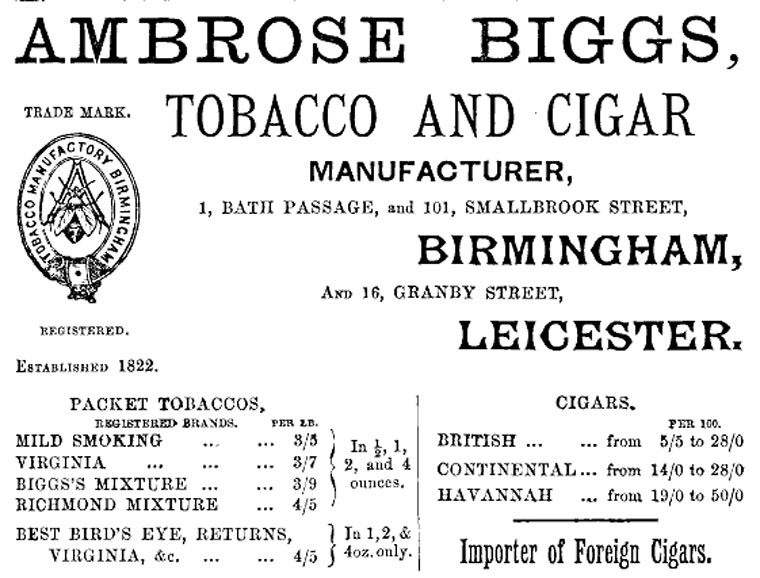 AMBROSE BIGGS,
TOBACCO AND CIGAR
MANUFACTURER,
1, BATH PASSAGE, and 101, SMALLBROOK STREET,
BIRMINGHAM,
AND 16, GRANBY STREET,
LEICESTER.
TRADE MARK.
TOBACCO MANUFACTORY BIRMINGHAM
REGISTERED.
ESTABLISHED 1822.
PACKET TOBACCOS,
REGISTERED BRANDS. PER LB.
MILD SMOKING ... ... 3/5
VIRGINIA ... ... ... 3/7
BIGGS'S MIXTURE ... ... 3/9
RICHMOND MIXTURE ... 4/5
In ½, 1,
2, and 4
ounces.
BEST BIRD'S EYE, RETURNS,
VIRGINIA, &c. ... ... 4/5
In 1,2, &
4oz. only.
CIGARS.
PER 100.
BRITISH ... ... from 5/5 to 28/0
CONTINENTAL ... from 14/0 to 28/0
HAVANNAH ... from 19/0 to 50/0
Importer of Foreign Cigars.